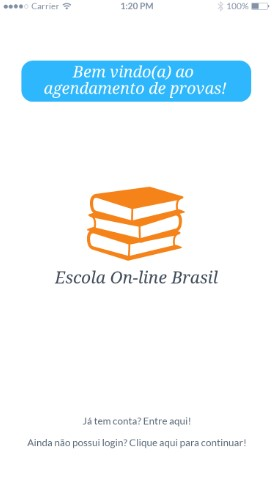 Carrier 1:20 PM 100%
Bem vindo(a) ao
agendamento de provas!
Escola On-line Brasil
Já tem conta? Entre aqui!
Ainda não possui login? Clique aqui para continuar!